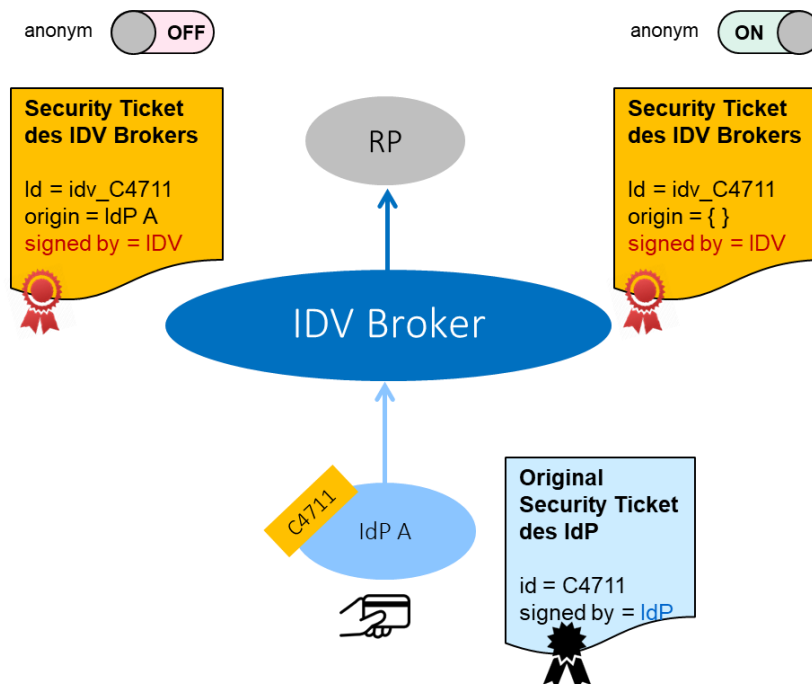 anonym OFF
anonym ON
Security Ticket
des IDV Brokers
Id = idv_C4711
origin = IdP A
signed by = IDV
RP
Security Ticket
des IDV Brokers
Id = idv_C4711
origin = { }
signed by = IDV
IDV Broker
C4711
IdP A
Original
Security Ticket
des IdP
id = C4711
signed by = IdP